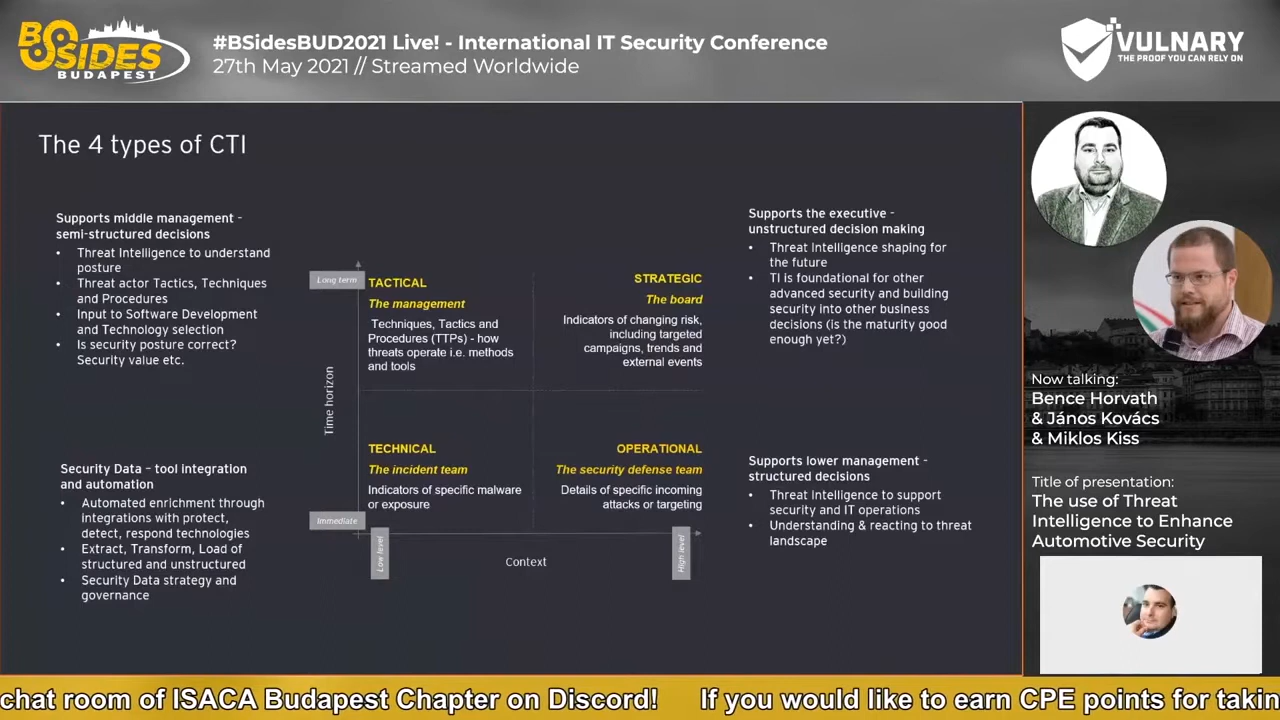 BSIDES
BUDAPEST
#BSidesBUD2021 Live! - International IT Security Conference
27th May 2021 // Streamed Worldwide
VULNARY
THE PROOF YOU CAN RELY ON
The 4 types of CTI
Supports middle management -
semi-structured decisions
• Threat Intelligence to understand
posture
• Threat actor Tactics, Techniques
and Procedures
• Input to Software Development
and Technology selection
• Is security posture correct?
Security value etc.
Security Data – tool integration
and automation
• Automated enrichment through
integrations with protect,
detect, respond technologies
• Extract, Transform, Load of
structured and unstructured
• Security Data strategy and
governance
Long term
Time horizon
Immediate
TACTICAL
The management
Techniques, Tactics and
Procedures (TTPs) - how
threats operate i.e. methods
and tools
STRATEGIC
The board
Indicators of changing risk,
including targeted
campaigns, trends and
external events
TECHNICAL
The incident team
Indicators of specific malware
or exposure
OPERATIONAL
The security defense team
Details of specific incoming
attacks or targeting
Low level
Context
High level
Supports the executive -
unstructured decision making
• Threat Intelligence shaping for
the future
• TI is foundational for other
advanced security and building
security into other business
decisions (is the maturity good
enough yet?)
Supports lower management -
structured decisions
• Threat Intelligence to support
security and IT operations
• Understanding & reacting to threat
landscape
Now talking:
Bence Horvath
& János Kovács
& Miklos Kiss
Title of presentation:
The use of Threat
Intelligence to Enhance
Automotive Security
chat room of ISACA Budapest Chapter on Discord! If you would like to earn CPE points for takin